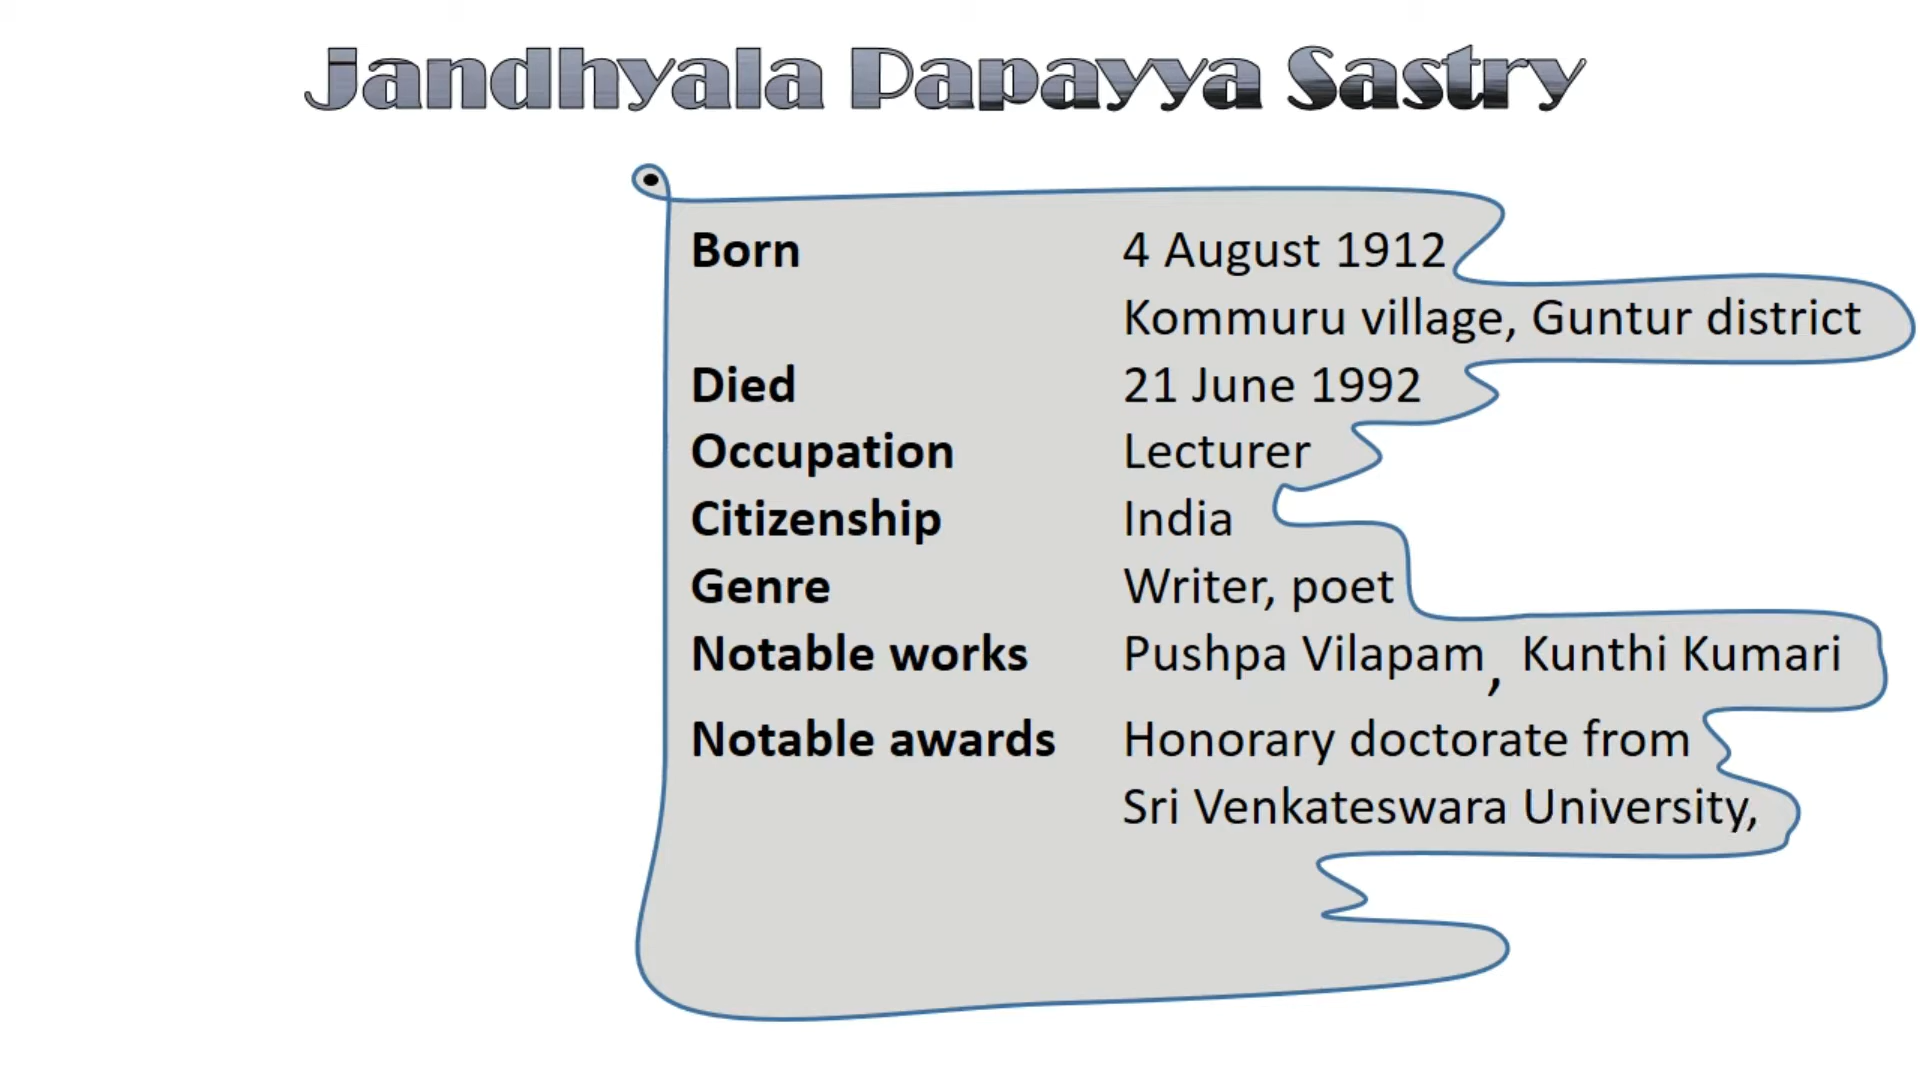 Jandhyala Papayya Sastry
Born 4 August 1912
Kommuru village, Guntur district
Died 21 June 1992
Occupation Lecturer
Citizenship India
Genre Writer, poet
Notable works Pushpa Vilapam, Kunthi Kumari
Notable awards Honorary doctorate from
Sri Venkateswara University,